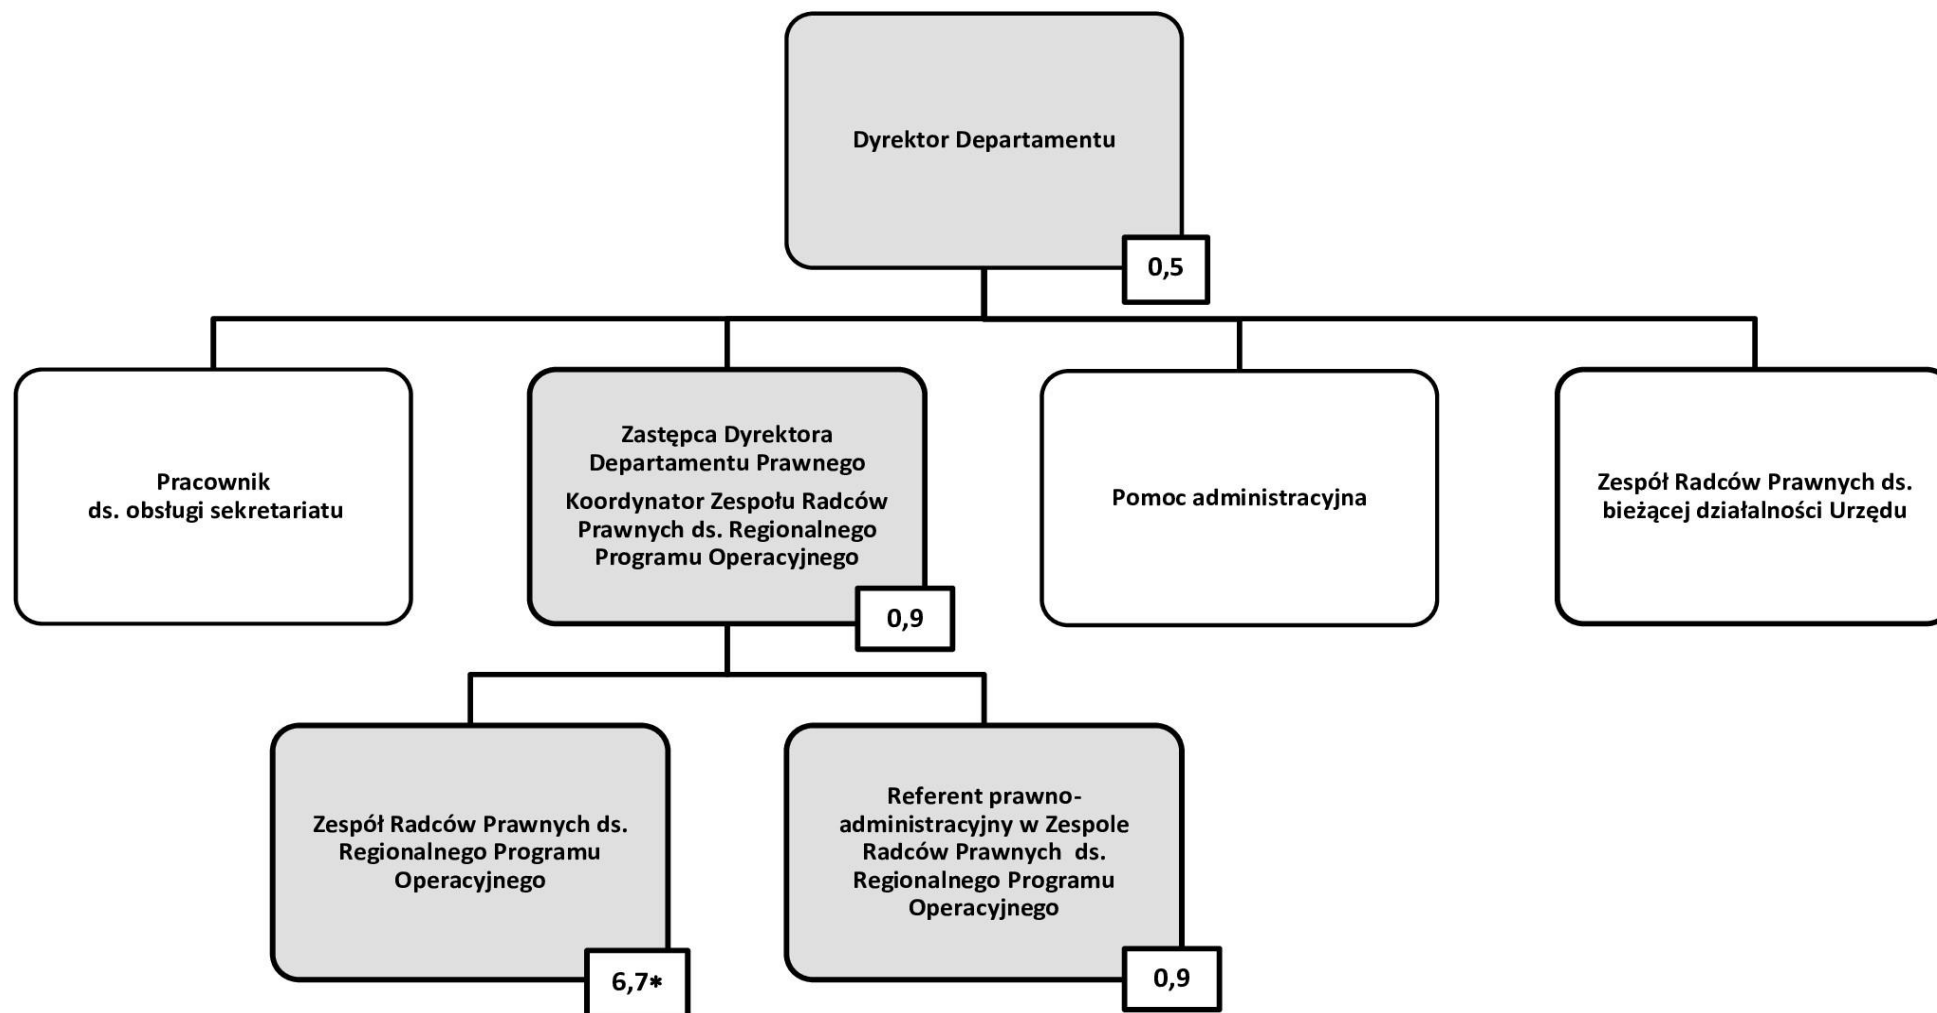 Dyrektor Departamentu
0,5
Pracownik
ds. obsługi sekretariatu
Zastępca Dyrektora
Departamentu Prawnego
Koordynator Zespołu Radców
Prawnych ds. Regionalnego
Programu Operacyjnego
0,9
Pomoc administracyjna
Zespół Radców Prawnych ds.
bieżącej działalności Urzędu
Zespół Radców Prawnych ds.
Regionalnego Programu
Operacyjnego
6,7*
Referent prawno-
administracyjny w Zespole
Radców Prawnych  ds.
Regionalnego Programu
Operacyjnego
0,9